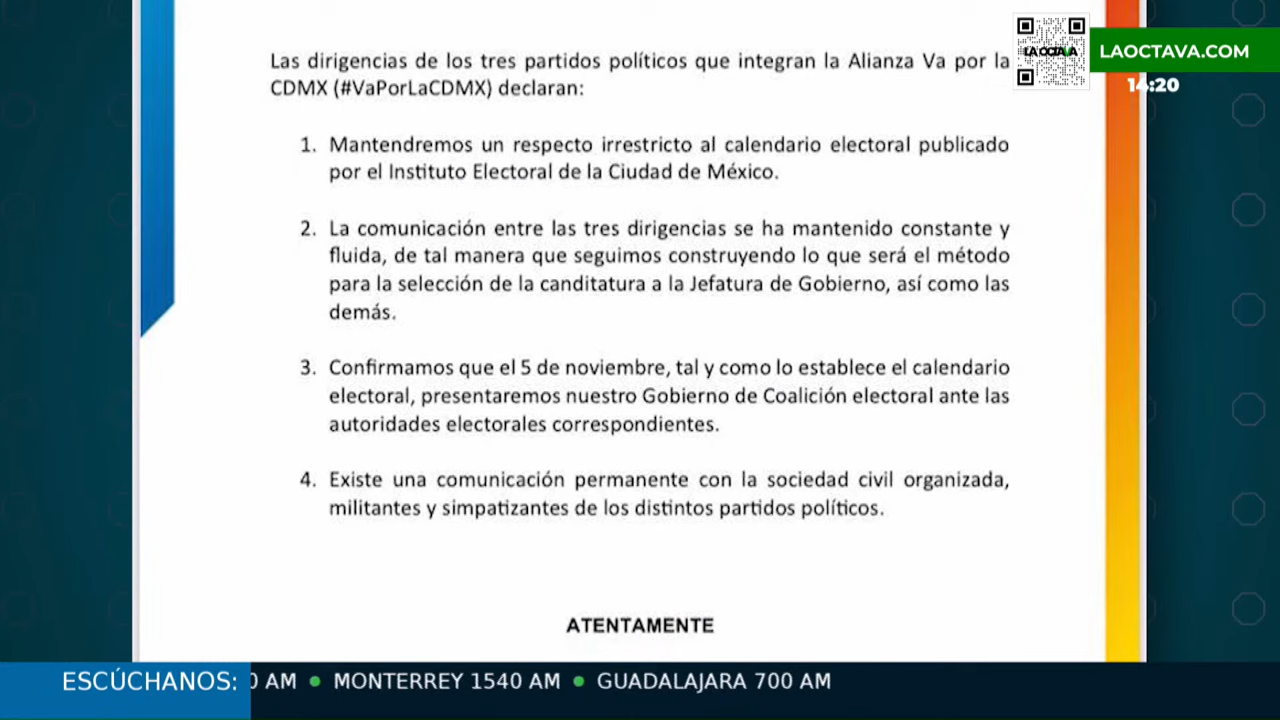 Las dirigencias de los tres partidos políticos que integran la Alianza Va por la
CDMX (#VaPorLaCDMX) declaran:
1. Mantendremos un respecto irrestricto al calendario electoral publicado
por el Instituto Electoral de la Ciudad de México.
2. La comunicación entre las tres dirigencias se ha mantenido constante y
fluida, de tal manera que seguimos construyendo lo que será el método
para la selección de la canditatura a la Jefatura de Gobierno, así como las
demás.
3. Confirmamos que el 5 de noviembre, tal y como lo establece el calendario
electoral, presentaremos nuestro Gobierno de Coalición electoral ante las
autoridades electorales correspondientes.
4. Existe una comunicación permanente con la sociedad civil organizada,
militantes y simpatizantes de los distintos partidos políticos.
ATENTAMENTE
LA OCTAVA
LAOCTAVA.COM
14:20
ESCÚCHANOS: 0 AM • MONTERREY 1540 AM • GUADALAJARA 700 AM